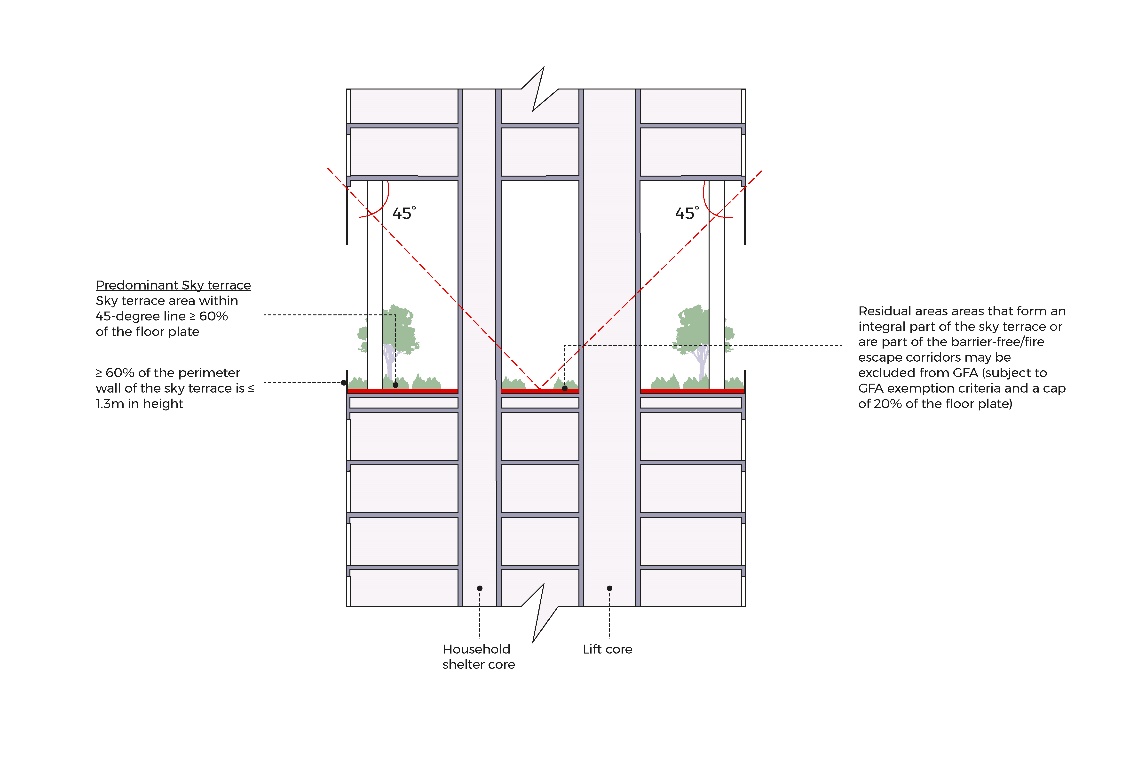 45°
45°
Predominant Sky terrace
Sky terrace area within
45-degree line ≥ 60%
of the floor plate
≥ 60% of the perimeter
wall of the sky terrace is ≤
1.3m in height
Residual areas areas that form an
integral part of the sky terrace or
are part of the barrier-free/fire
escape corridors may be
excluded from GFA (subject to
GFA exemption criteria and a cap
of 20% of the floor plate)
Household
shelter core
Lift core